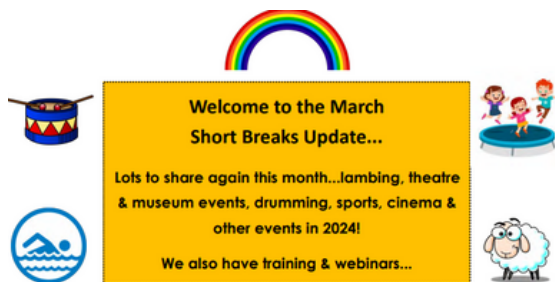 Welcome to the March
Short Breaks Update...
Lots to share again this month...lambing, theatre
& museum events, drumming, sports, cinema &
other events in 2024!
We also have training & webinars...